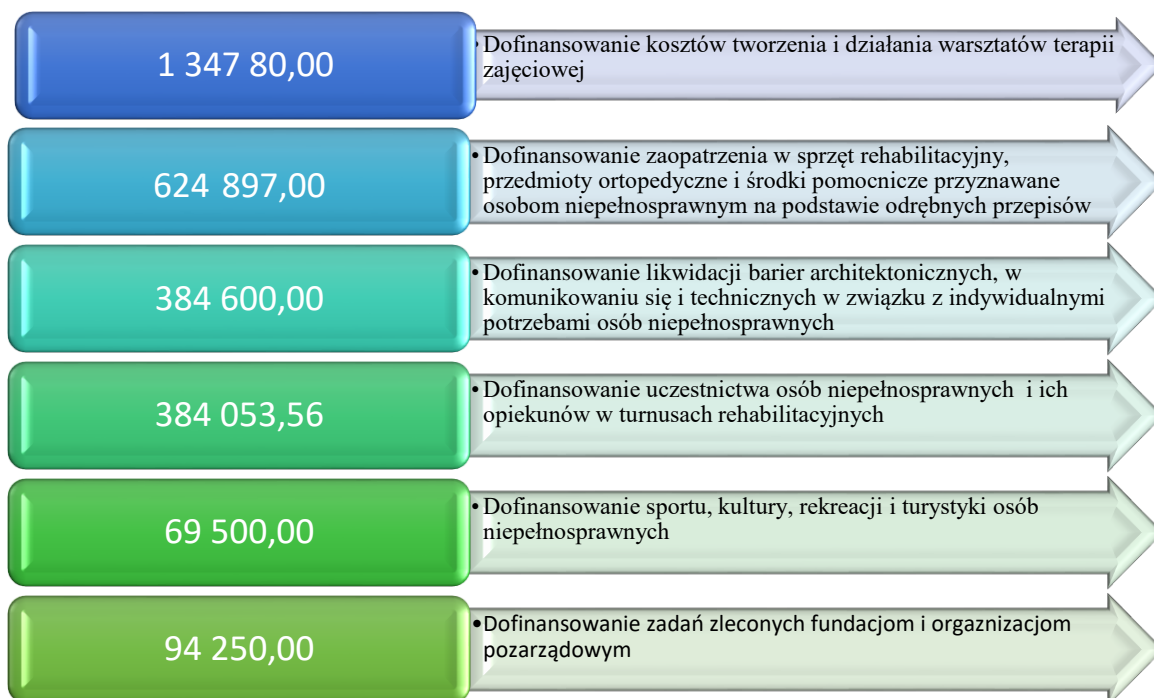 1 347 80,00
• Dofinansowanie kosztów tworzenia i działania warsztatów terapii
zajęciowej
624 897,00
• Dofinansowanie zaopatrzenia w sprzęt rehabilitacyjny,
przedmioty ortopedyczne i środki pomocnicze przyznawane
osobom niepełnosprawnym na podstawie odrębnych przepisów
384 600,00
• Dofinansowanie likwidacji barier architektonicznych, w
komunikowaniu się i technicznych w związku z indywidualnymi
potrzebami osób niepełnosprawnych
384 053,56
• Dofinansowanie uczestnictwa osób niepełnosprawnych i ich
opiekunów w turnusach rehabilitacyjnych
69 500,00
• Dofinansowanie sportu, kultury, rekreacji i turystyki osób
niepełnosprawnych
94 250,00
•Dofinansowanie zadań zleconych fundacjom i orgaznizacjom
pozarządowym